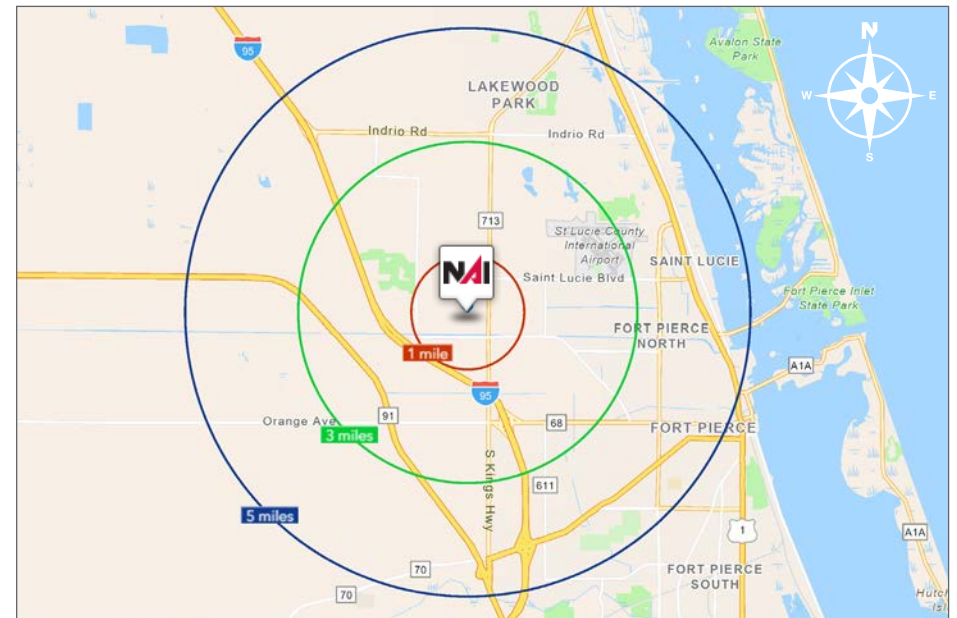 95
Avalon State
Park
N
W
E
S
LAKEWOOD
PARK
Indrio Rd
Indrio Rd
713
St Lucie County
International
Airport
SAINT LUCIE
NAI
Saint Lucie Blvd
Fort Pierce Inlet
State Park
FORT PIERCE
NORTH
1 mile
A1A
95
91
Orange Ave
68
3 miles
FORT PIERCE
S Kings Hwy
611
5 miles
1
A1A
70
FORT PIERCE
SOUTH
70